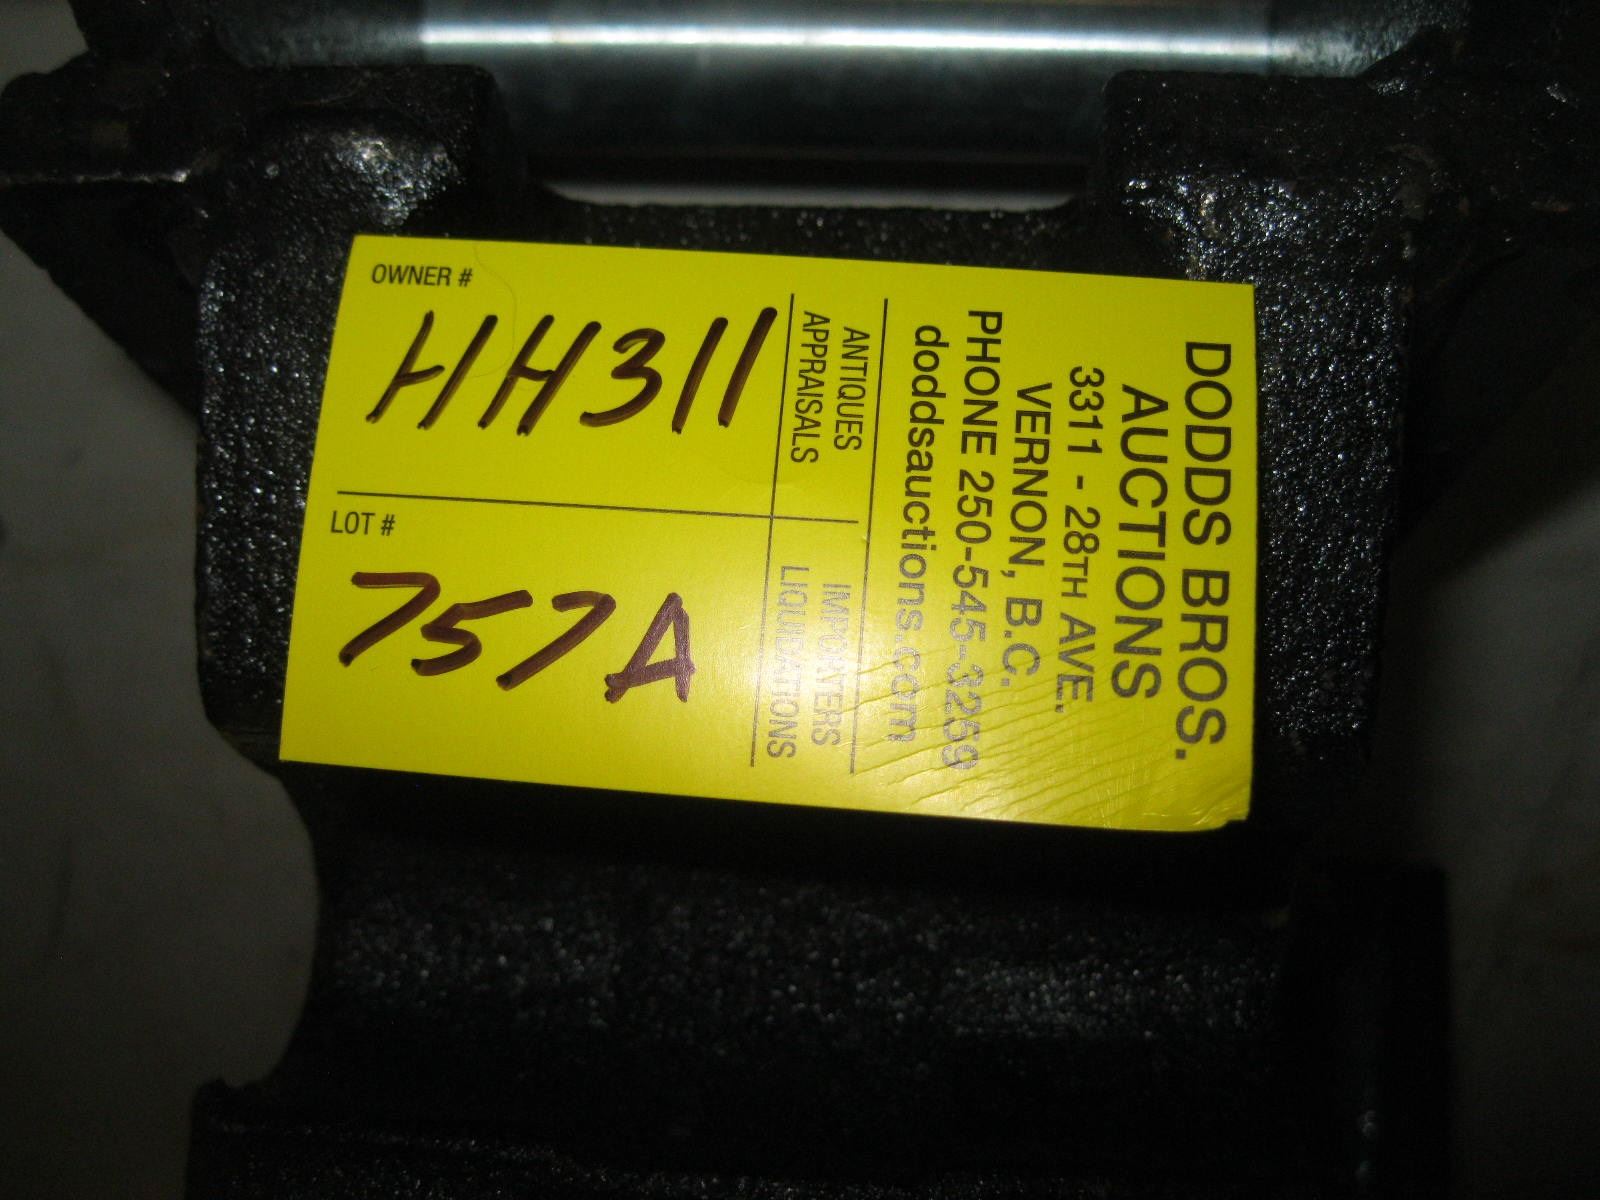 OWNER #
HH311
LOT #
757A
ANTIQUES
APPRAISALS
IMPORTERS
LIQUIDATIONS
DODDS BROS.
AUCTIONS
3311 - 28TH AVE.
VERNON, B.C.
PHONE 250-545-3259
doddsauctions.com